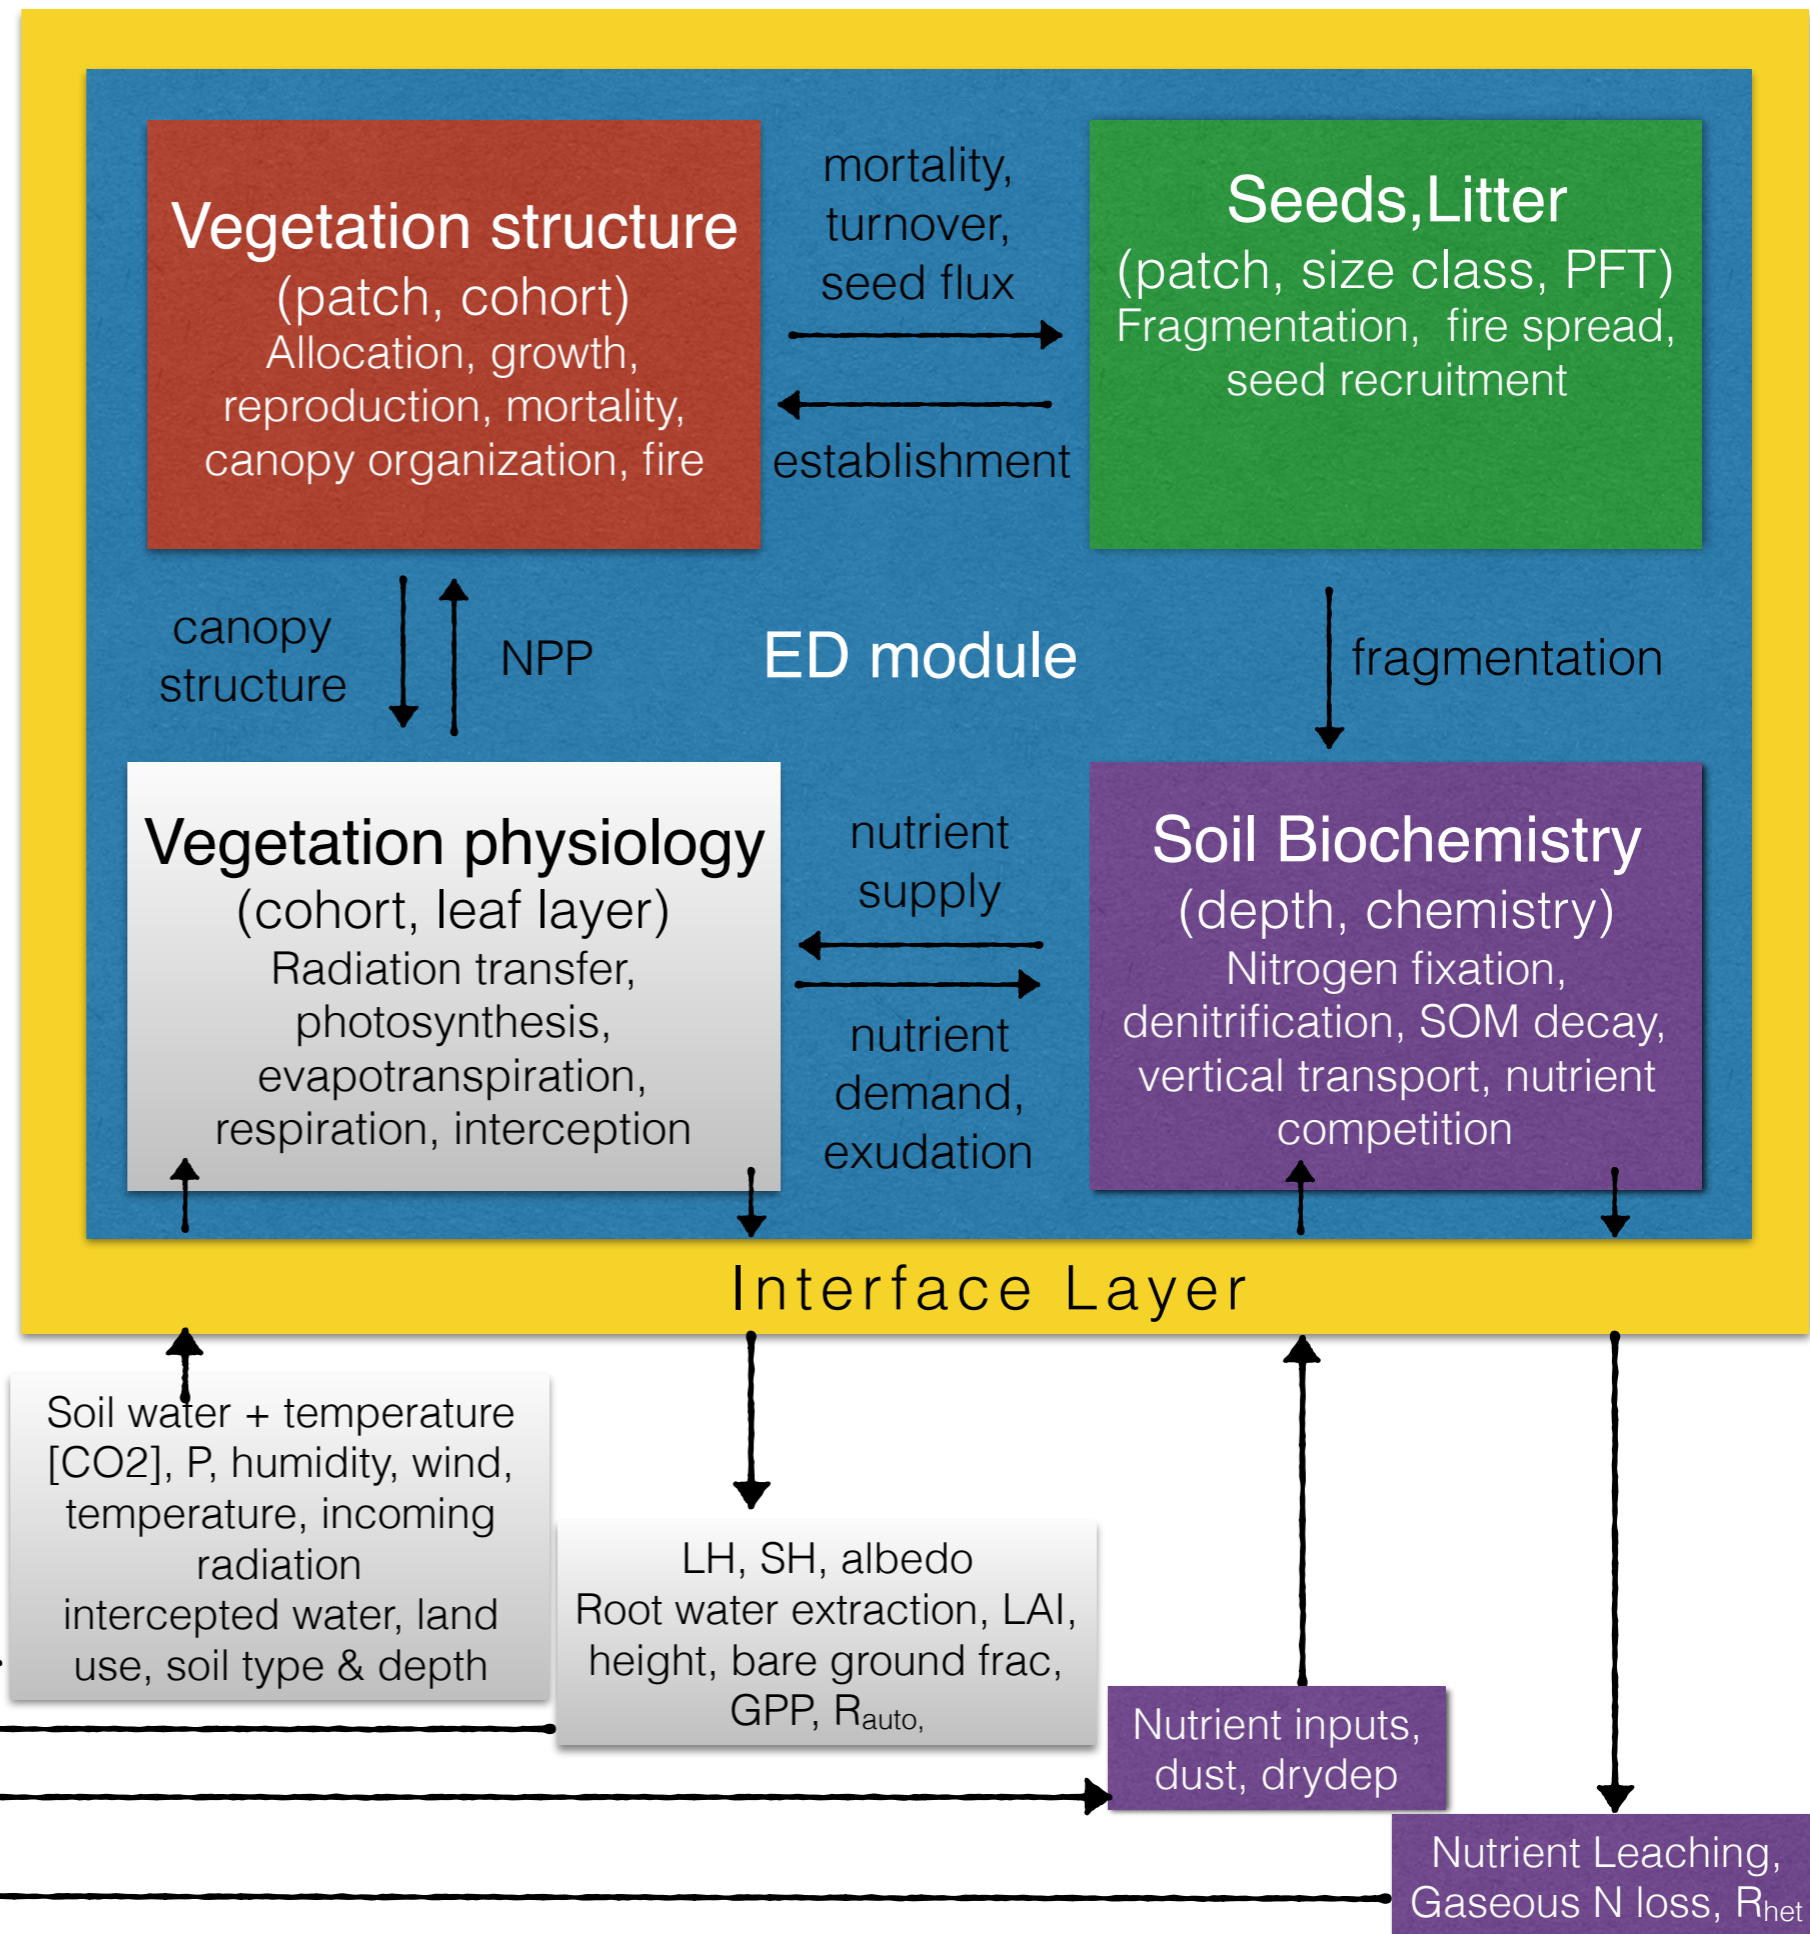 Vegetation structure
(patch, cohort)
Allocation, growth,
reproduction, mortality,
canopy organization, fire
mortality,
turnover,
seed flux
establishment
Seeds,Litter
(patch, size class, PFT)
Fragmentation, fire spread,
seed recruitment
canopy
structure
NPP
ED module
fragmentation
Vegetation physiology
(cohort, leaf layer)
Radiation transfer,
photosynthesis,
evapotranspiration,
respiration, interception
nutrient
supply
nutrient
demand,
exudation
Soil Biochemistry
(depth, chemistry)
Nitrogen fixation,
denitrification, SOM decay,
vertical transport, nutrient
competition
Interface Layer
Soil water + temperature
[CO2], P, humidity, wind,
temperature, incoming
radiation
intercepted water, land
use, soil type & depth
LH, SH, albedo
Root water extraction, LAI,
height, bare ground frac,
GPP, Rauto,
Nutrient inputs,
dust, drydep
Nutrient Leaching,
Gaseous N loss, Rhet